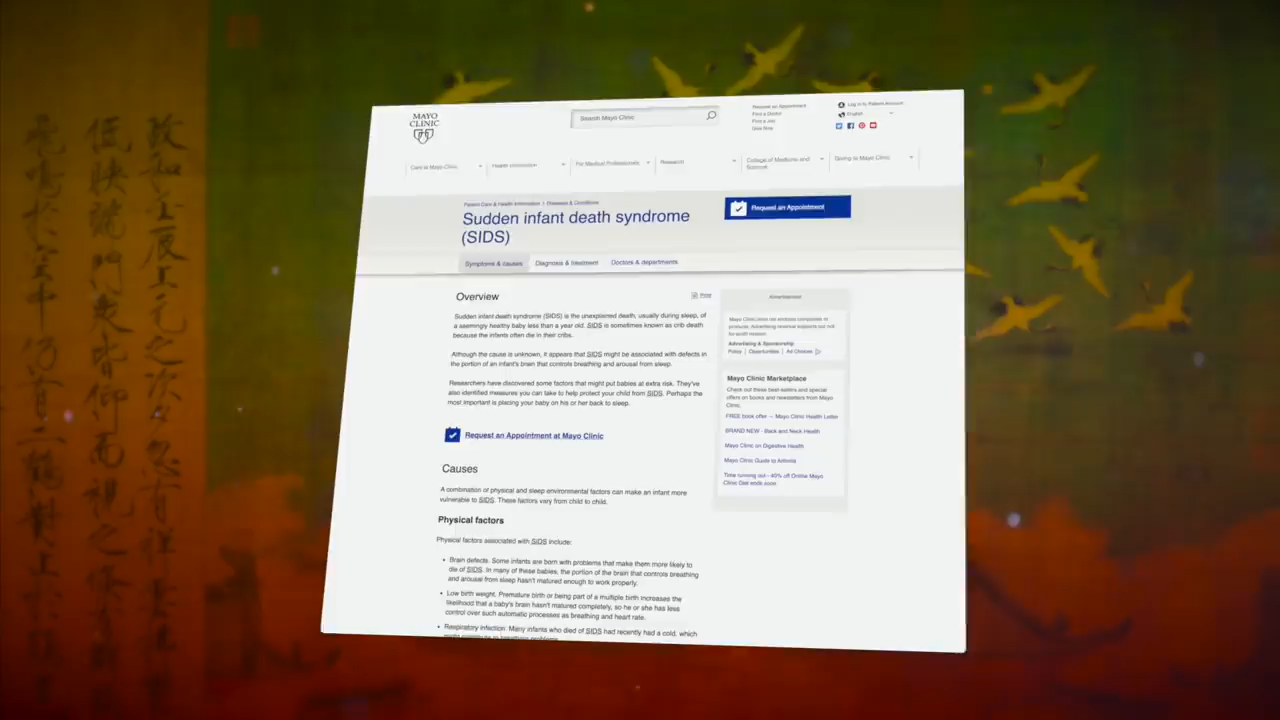 MAYO
CLINIC
Search Mayo Clinic
Request an Appointment
Find a Doctor
Find a Job
Give Now
Log in to Patient Account
English
Care at Mayo Clinic
Health Information
For Medical Professionals
Research
College of Medicine and
Science
Giving to Mayo Clinic
Patient Care & Health Information > Diseases & Conditions
Sudden infant death syndrome
(SIDS)
Request an Appointment
Symptoms & causes
Diagnosis & treatment
Doctors & departments
Overview
Print
Sudden infant death syndrome (SIDS) is the unexplained death, usually during sleep, of
a seemingly healthy baby less than a year old. SIDS is sometimes known as crib death
because the infants often die in their cribs.
Although the cause is unknown, it appears that SIDS might be associated with defects in
the portion of an infant's brain that controls breathing and arousal from sleep.
Researchers have discovered some factors that might put babies at extra risk. They've
also identified measures you can take to help protect your child from SIDS. Perhaps the
most important is placing your baby on his or her back to sleep.
Request an Appointment at Mayo Clinic
Causes
A combination of physical and sleep environmental factors can make an infant more
vulnerable to SIDS. These factors vary from child to child.
Physical factors
Physical factors associated with SIDS include:
• Brain defects. Some infants are born with problems that make them more likely to
die of SIDS. In many of these babies, the portion of the brain that controls breathing
and arousal from sleep hasn't matured enough to work properly.
• Low birth weight. Premature birth or being part of a multiple birth increases the
likelihood that a baby's brain hasn't matured completely, so he or she has less
control over such automatic processes as breathing and heart rate.
• Respiratory infection. Many infants who died of SIDS had recently had a cold, which
Advertisement
Mayo Clinic does not endorse companies or
products. Advertising revenue supports our not-
for-profit mission.
Advertising & Sponsorship
Policy | Opportunities | Ad Choices
Mayo Clinic Marketplace
Check out these best-sellers and special
offers on books and newsletters from Mayo
Clinic.
FREE book offer – Mayo Clinic Health Letter
BRAND NEW - Back and Neck Health
Mayo Clinic on Digestive Health
Mayo Clinic Guide to Arthritis
Time running out - 40% off Online Mayo
Clinic Diet ends soon